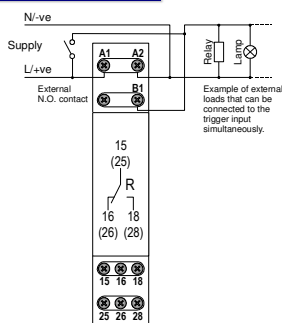 N/-ve
Supply
L/+ve
External
N.O. contact
A1 A2
B1
Relay
Lamp
Example of external
loads that can be
connected to the
trigger input
simultaneously.
15
(25)
R
16 18
(26) (28)
15 16 18
25 26 28